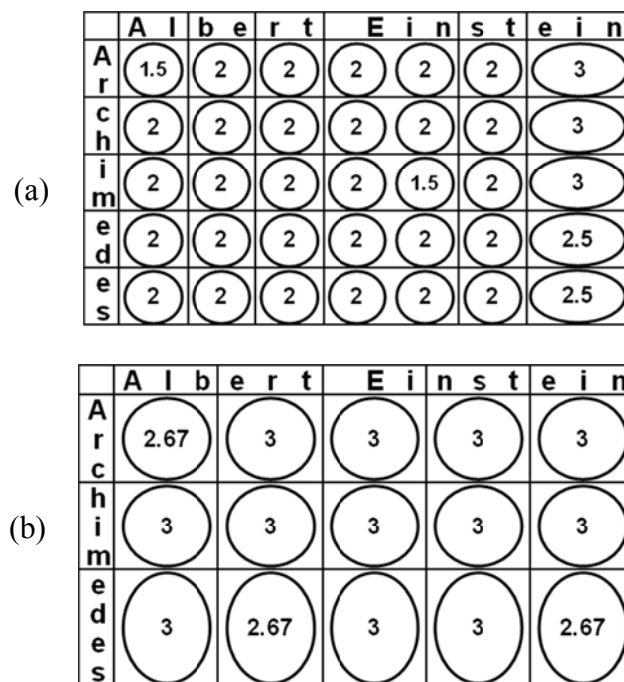 A l b e r t E i n s t e i n
A r 1.5 2 2 2 2 2 3
c h 2 2 2 2 2 2 3
(a)
i m 2 2 2 2 1.5 2 3
e d 2 2 2 2 2 2 2.5
e s 2 2 2 2 2 2 2.5
A l b e r t E i n s t e i n
A r c 2.67 3 3 3 3
(b)
h i m 3 3 3 3 3
e d e s 3 2.67 3 3 2.67